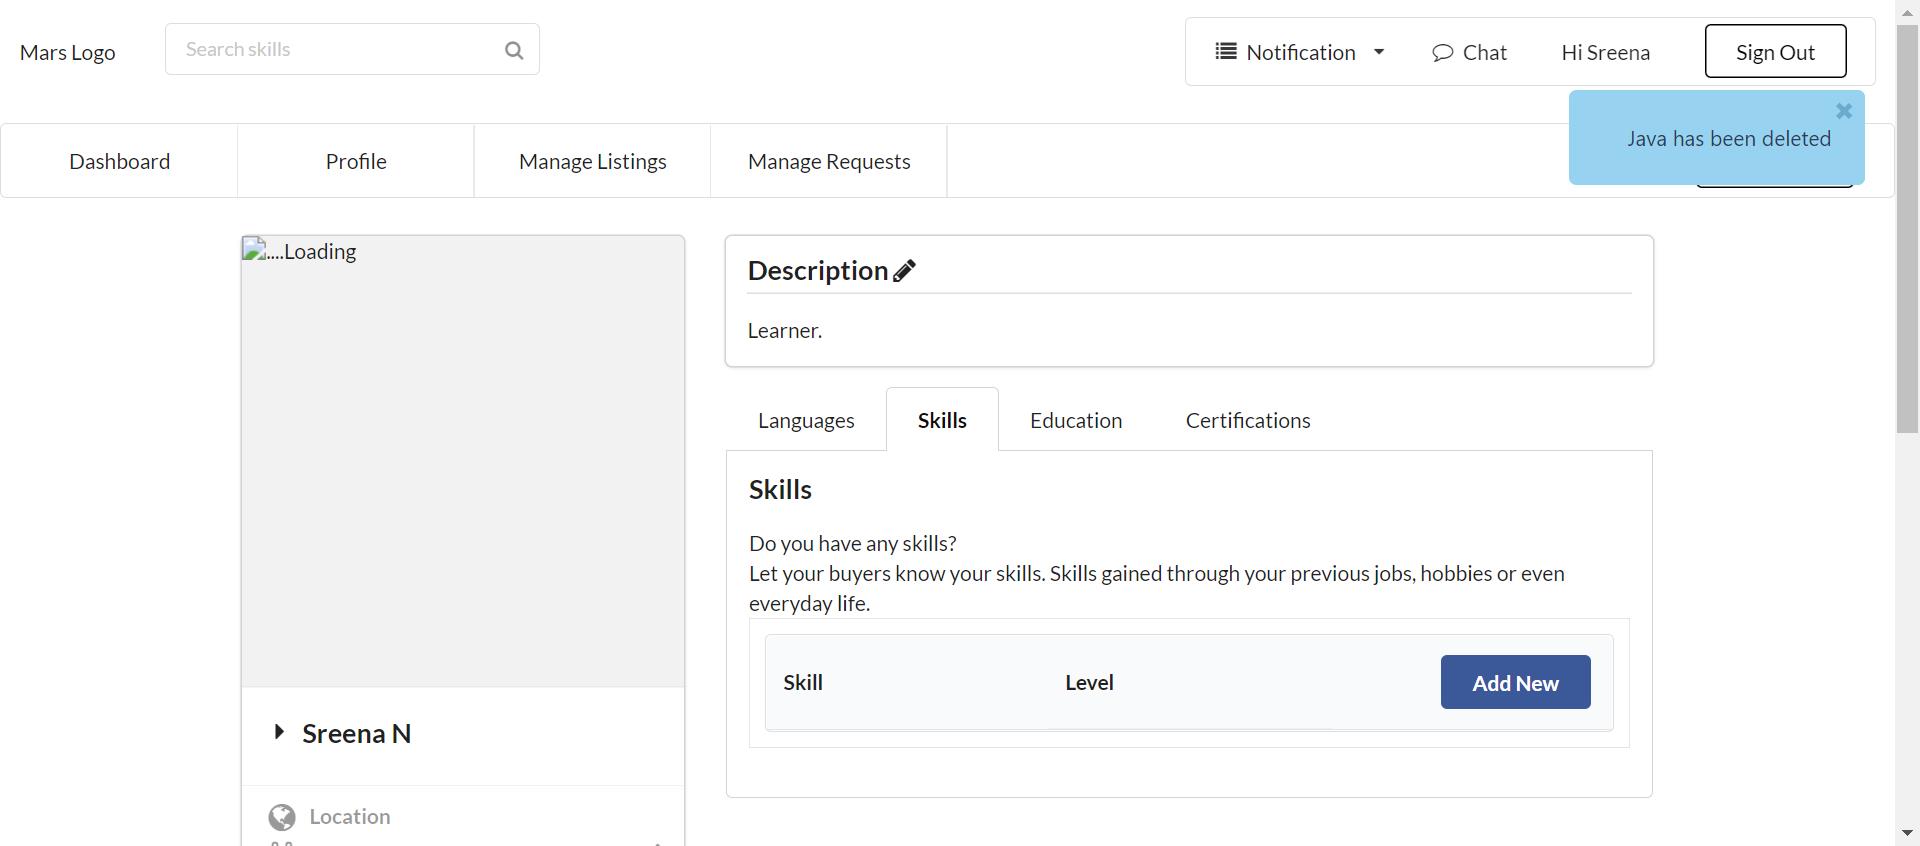 Mars Logo
Search skills
Notification
Chat
Hi Sreena
Sign Out
Java has been deleted
Dashboard
Profile
Manage Listings
Manage Requests
....Loading
Description
Learner.
Languages
Skills
Education
Certifications
Skills
Do you have any skills?
Let your buyers know your skills. Skills gained through your previous jobs, hobbies or even
everyday life.
Skill
Level
Add New
Sreena N
Location